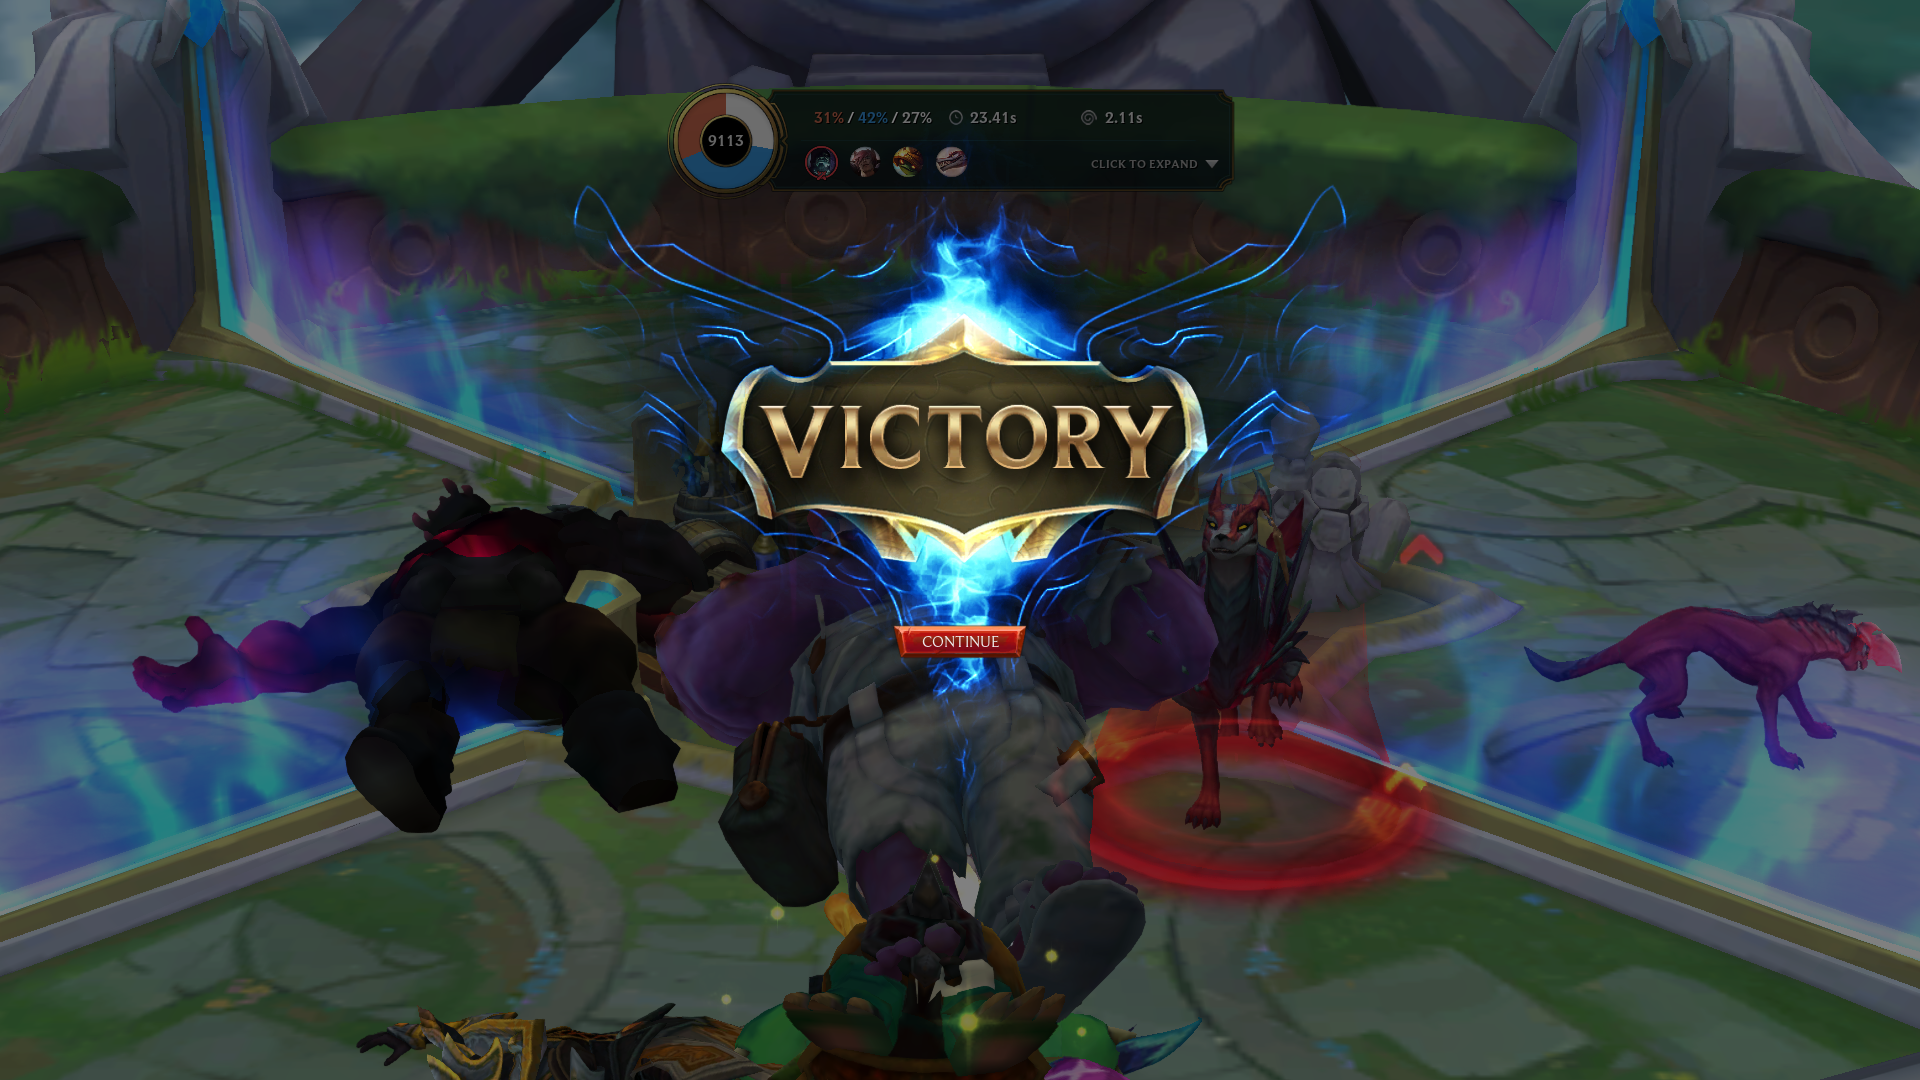 31% / 42% / 27% 23.41s 2.11s
9113
CLICK TO EXPAND
VICTORY
CONTINUE